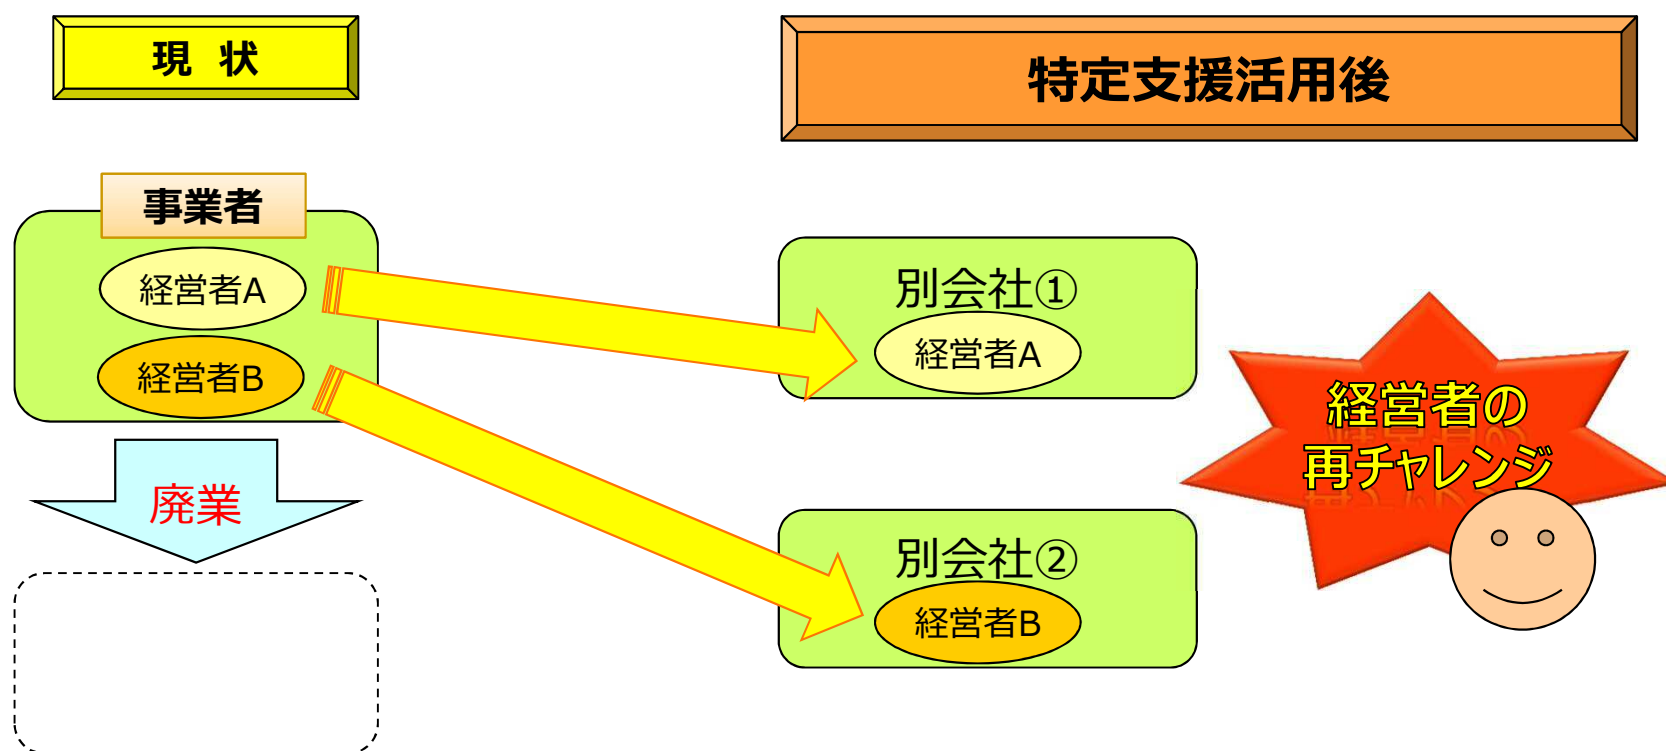 現 状
特定支援活用後
事業者
経営者A
経営者B
廃業
別会社①
経営者A
別会社②
経営者B
経営者の
再チャレンジ